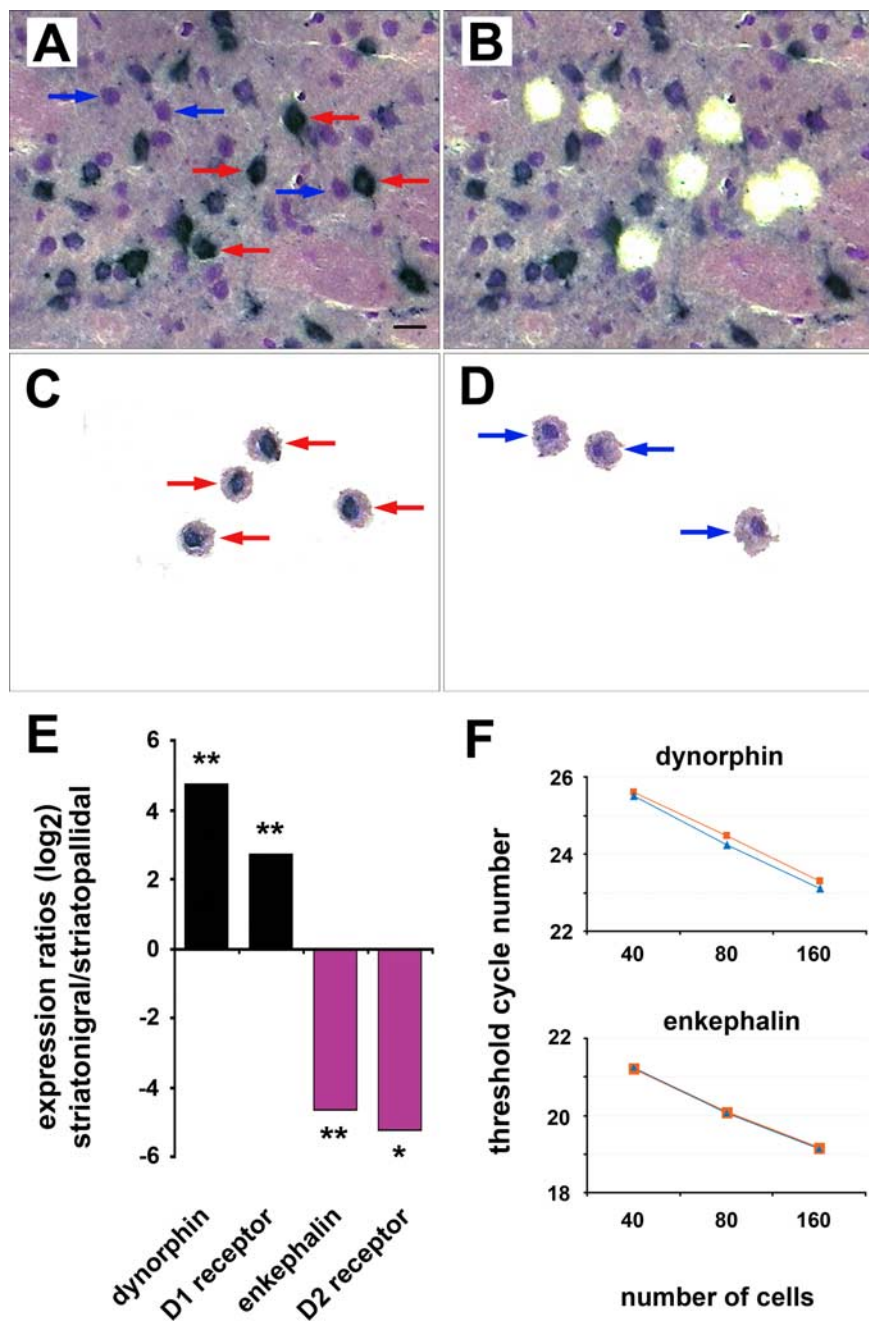 A
B
C
D
E
expression ratios (log2)
striatonigral/striatopallidal
6
4
2
0
-2
-4
-6
**
**
**
*
dynorphin
D1 receptor
enkephalin
D2 receptor
F
threshold cycle number
dynorphin
26
24
22
40 80 160
enkephalin
22
20
18
40 80 160
number of cells